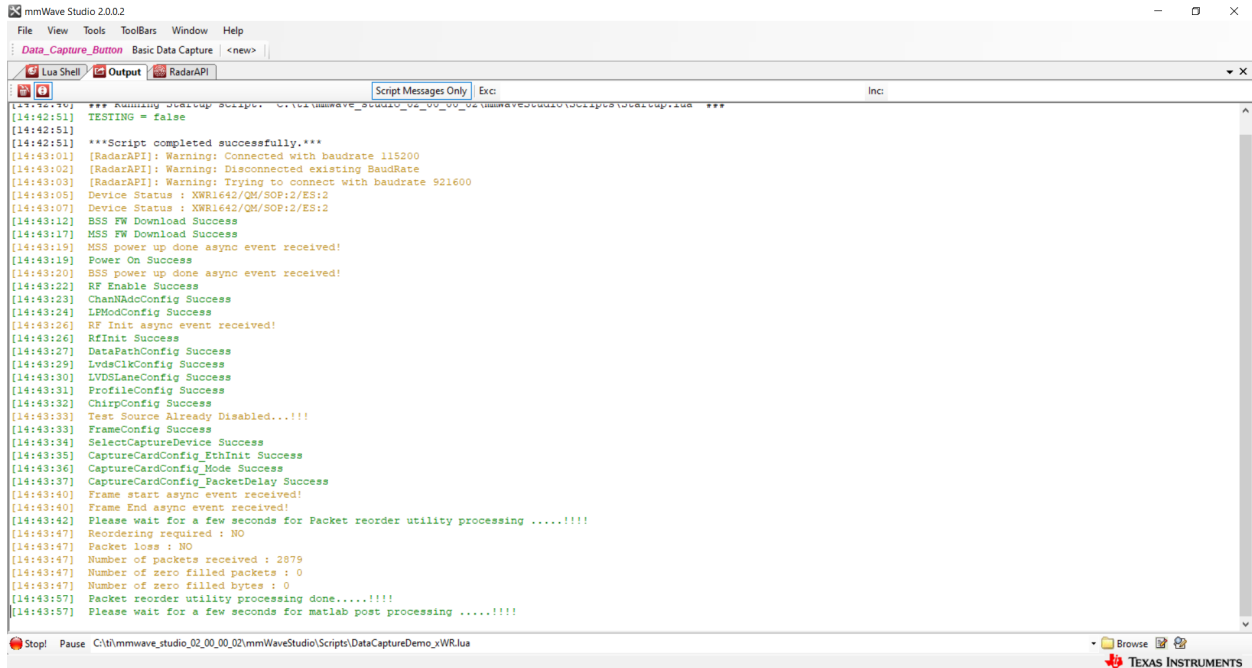 mmWave Studio 2.0.0.2
File View Tools ToolBars Window Help
Data_Capture_Button Basic Data Capture <new>
Lua Shell Output RadarAPI
Script Messages Only Exc: Inc:
[14:42:46] ### Running Startup script: "C:\ti\mmwave_studio_02_00_00_02\mmWaveStudio\Scripts\Startup.lua" ###
[14:42:51] TESTING = false
[14:42:51]
[14:42:51] ***Script completed successfully.***
[14:43:01] [RadarAPI]: Warning: Connected with baudrate 115200
[14:43:02] [RadarAPI]: Warning: Disconnected existing BaudRate
[14:43:03] [RadarAPI]: Warning: Trying to connect with baudrate 921600
[14:43:05] Device Status : XWR1642/QM/SOP:2/ES:2
[14:43:07] Device Status : XWR1642/QM/SOP:2/ES:2
[14:43:12] BSS FW Download Success
[14:43:17] MSS FW Download Success
[14:43:19] MSS power up done async event received!
[14:43:19] Power On Success
[14:43:20] BSS power up done async event received!
[14:43:22] RF Enable Success
[14:43:23] ChanNAdcConfig Success
[14:43:24] LPModConfig Success
[14:43:26] RF Init async event received!
[14:43:26] RfInit Success
[14:43:27] DataPathConfig Success
[14:43:29] LvdsClkConfig Success
[14:43:30] LVDSLaneConfig Success
[14:43:31] ProfileConfig Success
[14:43:32] ChirpConfig Success
[14:43:33] Test Source Already Disabled...!!!
[14:43:33] FrameConfig Success
[14:43:34] SelectCaptureDevice Success
[14:43:35] CaptureCardConfig_EthInit Success
[14:43:36] CaptureCardConfig_Mode Success
[14:43:37] CaptureCardConfig_PacketDelay Success
[14:43:40] Frame start async event received!
[14:43:40] Frame End async event received!
[14:43:42] Please wait for a few seconds for Packet reorder utility processing .....!!!!
[14:43:47] Reordering required : NO
[14:43:47] Packet loss : NO
[14:43:47] Number of packets received : 2879
[14:43:47] Number of zero filled packets : 0
[14:43:47] Number of zero filled bytes : 0
[14:43:57] Packet reorder utility processing done.....!!!!
[14:43:57] Please wait for a few seconds for matlab post processing .....!!!!
Stop! Pause C:\ti\mmwave_studio_02_00_00_02\mmWaveStudio\Scripts\DataCaptureDemo_xWR.lua Browse
TEXAS INSTRUMENTS